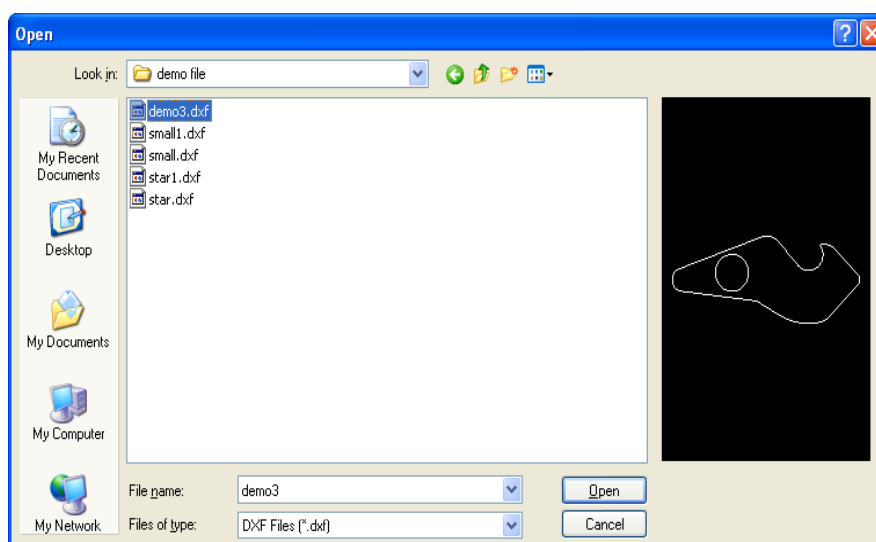 Open
Look in: demo file
demo3.dxf
small1.dxf
small.dxf
star1.dxf
star.dxf
My Recent
Documents
Desktop
My Documents
My Computer
My Network
File name: demo3 Open
Files of type: DXF Files (*.dxf) Cancel